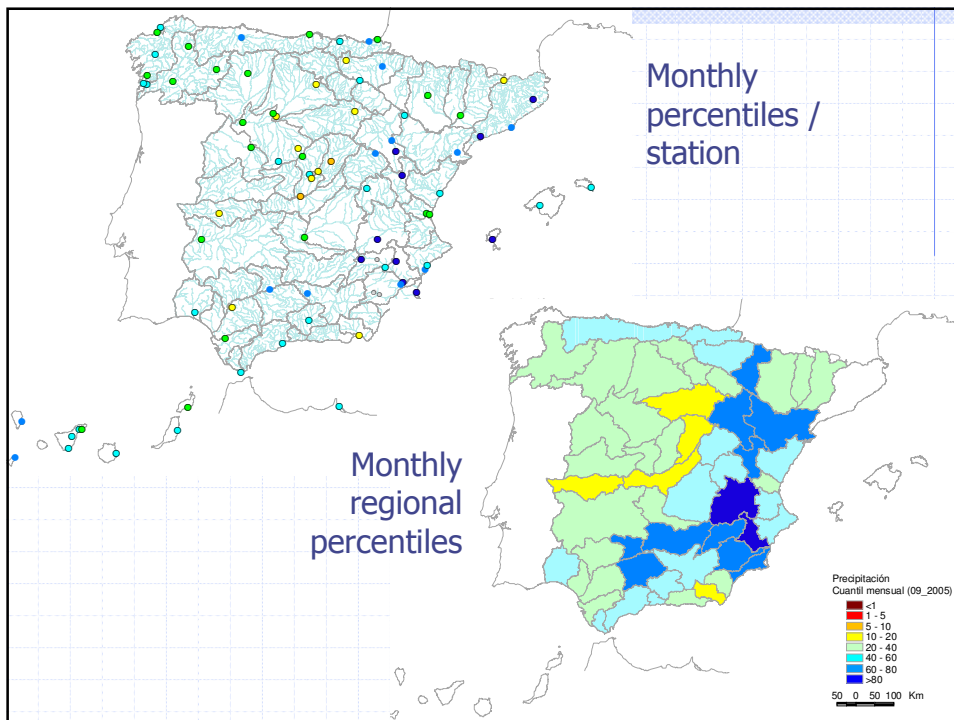 Monthly
percentiles /
station
Monthly
regional
percentiles
Precipitación
Cuantil mensual (09_2005)
<1
1 - 5
5 - 10
10 - 20
20 - 40
40 - 60
60 - 80
>80
50 0 50 100 Km